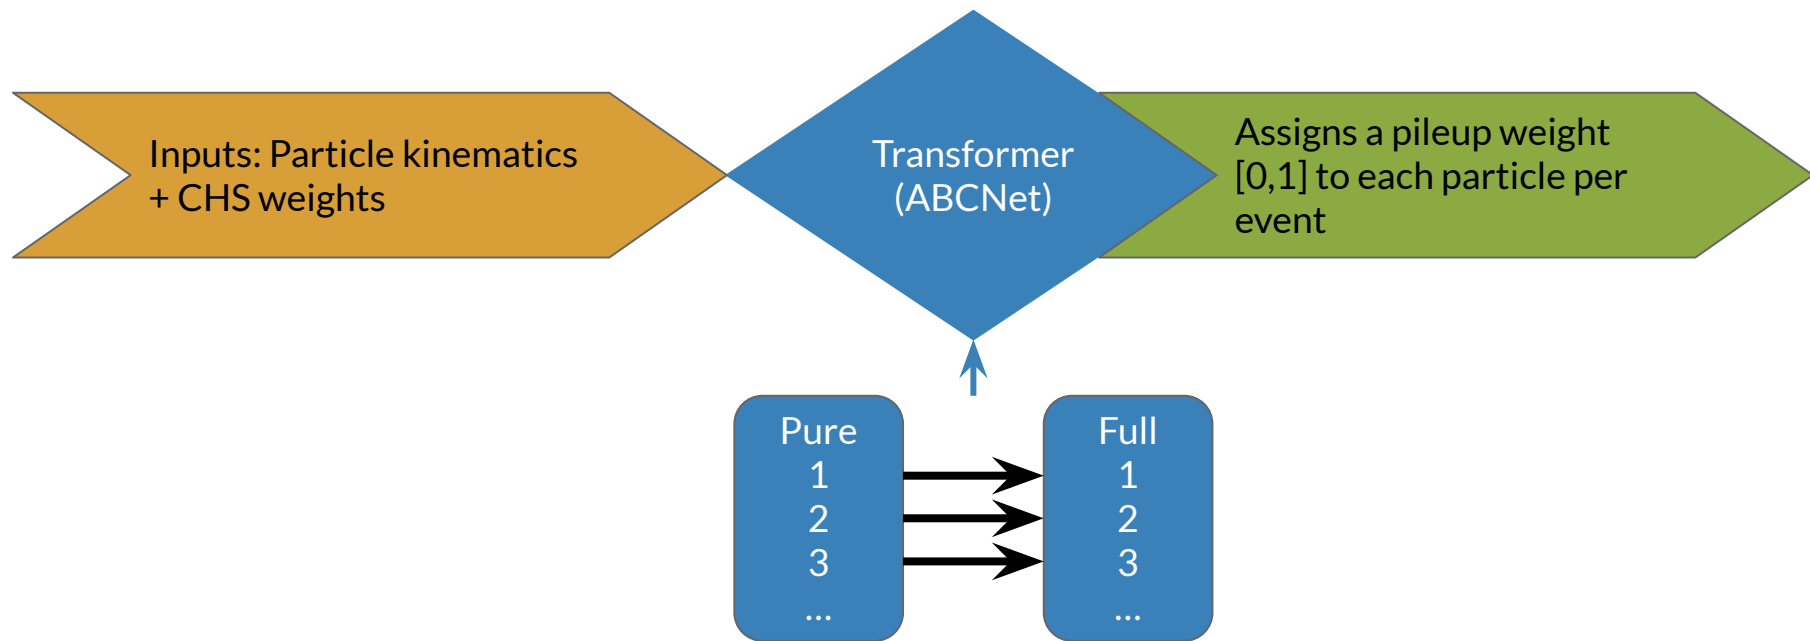 Inputs: Particle kinematics
+ CHS weights
Transformer
(ABCNet)
Assigns a pileup weight
[0,1] to each particle per
event
Pure
1
2
3
...
Full
1
2
3
...